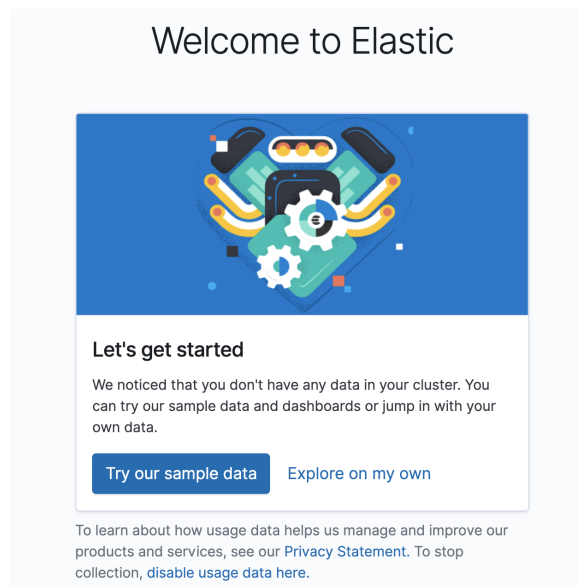 Welcome to Elastic
Let's get started
We noticed that you don't have any data in your cluster. You
can try our sample data and dashboards or jump in with your
own data.
Try our sample data
Explore on my own
To learn about how usage data helps us manage and improve our
products and services, see our Privacy Statement. To stop
collection, disable usage data here.